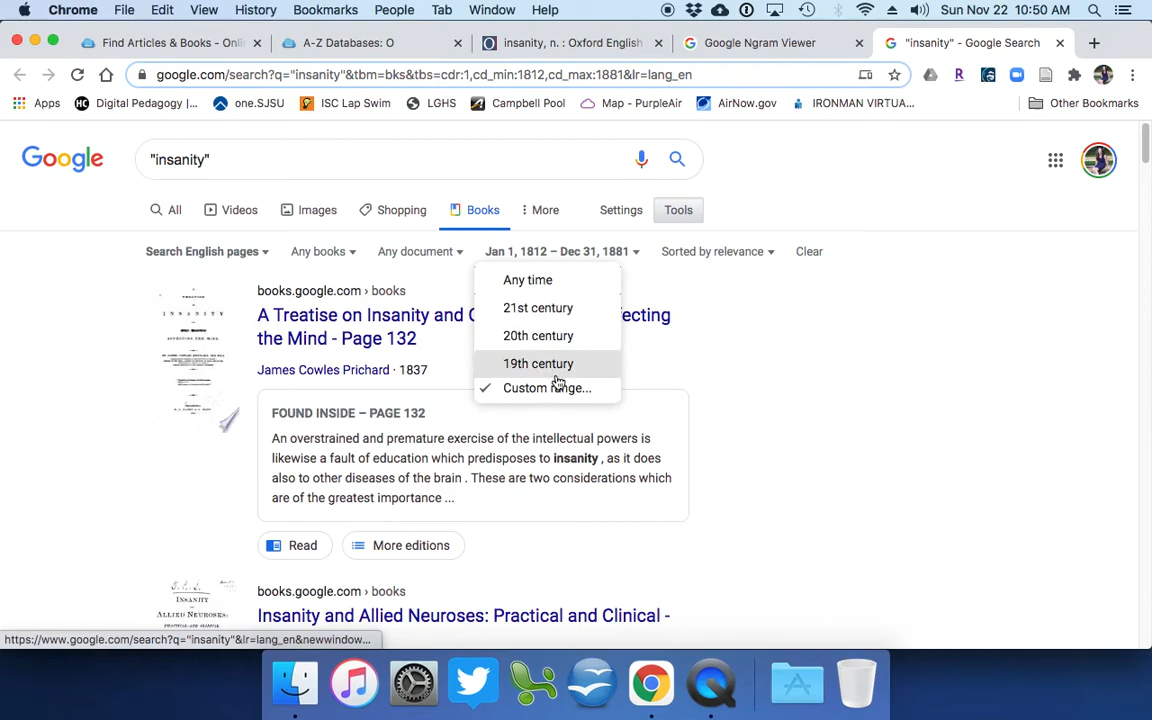 Chrome File Edit View History Bookmarks People Tab Window Help Sun Nov 22 10:50 AM
Find Articles & Books - Onli × A-Z Databases: O × insanity, n. : Oxford English × Google Ngram Viewer × "insanity" - Google Search × +
google.com/search?q="insanity"&tbm=bks&tbs=cdr:1,cd_min:1812,cd_max:1881&lr=lang_en
Apps Digital Pedagogy |... one.SJSU ISC Lap Swim LGHS Campbell Pool Map - PurpleAir AirNow.gov IRONMAN VIRTUA... Other Bookmarks
Google "insanity"
All Videos Images Shopping Books More Settings Tools
Search English pages Any books Any document Jan 1, 1812 – Dec 31, 1881 Sorted by relevance Clear
Any time
21st century
20th century
19th century
Custom range...
TREATISE
INSANITY
books.google.com › books
A Treatise on Insanity and fecting
the Mind - Page 132
James Cowles Prichard · 1837
FOUND INSIDE – PAGE 132
An overstrained and premature exercise of the intellectual powers is
likewise a fault of education which predisposes to insanity , as it does
also to other diseases of the brain . These are two considerations which
are of the greatest importance ...
Read More editions
INSANITY
ALLIED NEUROSES:
books.google.com › books
Insanity and Allied Neuroses: Practical and Clinical -
https://www.google.com/search?q="insanity"&lr=lang_en&newwindow...